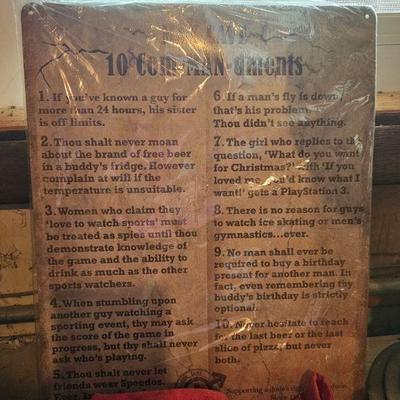 10 Com-MAN-dments
1. If you've known a guy for
more than 24 hours, his sister
is off limits.
2. Thou shalt never moan
about the brand of free beer
in a buddy's fridge. However
complain at will if the
temperature is unsuitable.
3. Women who claim they
'love to watch sports' must
be treated as spies until thou
demonstrate knowledge of
the game and the ability to
drink as much as the other
sports watchers.
4. When stumbling upon
another guy watching a
sporting event, thy may ask
the score of the game in
progress, but thy shall never
ask who's playing.
5. Thou shalt never let
friends wear Speedos.
Ever.
6. If a man's fly is down,
that's his problem
Thou didn't see anything.
7. The girl who replies to the
question, 'What do you want
for Christmas?' with 'If you
loved me you'd know what I
want!' gets a PlayStation 3.
8. There is no reason for guys
to watch ice skating or men's
gymnastics...ever.
9. No man shall ever be
required to buy a birthday
present for another man. In
fact, even remembering thy
buddy's birthday is strictly
optional.
10. Never hesitate to reach
for the last beer or the last
slice of pizza, but never
both.
Supporting